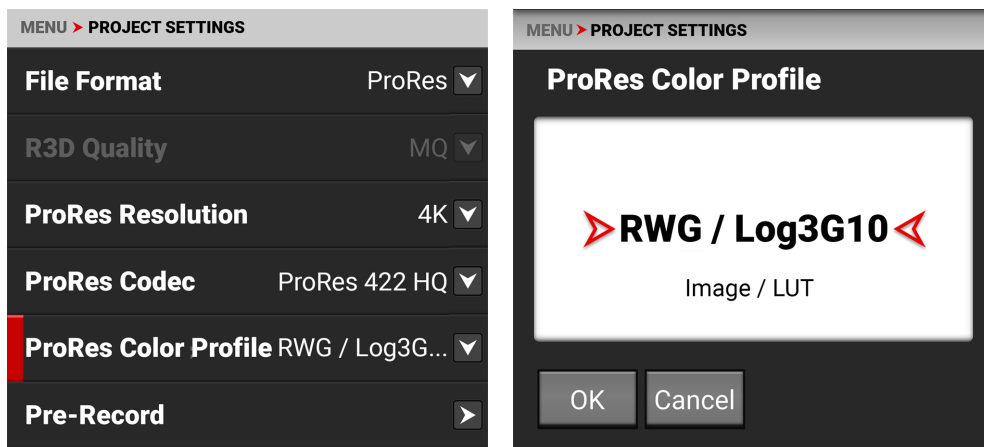 MENU PROJECT SETTINGS
File Format ProRes
R3D Quality MQ
ProRes Resolution 4K
ProRes Codec ProRes 422 HQ
ProRes Color Profile RWG / Log3G...
Pre-Record
MENU PROJECT SETTINGS
ProRes Color Profile
RWG / Log3G10
Image / LUT
OK Cancel